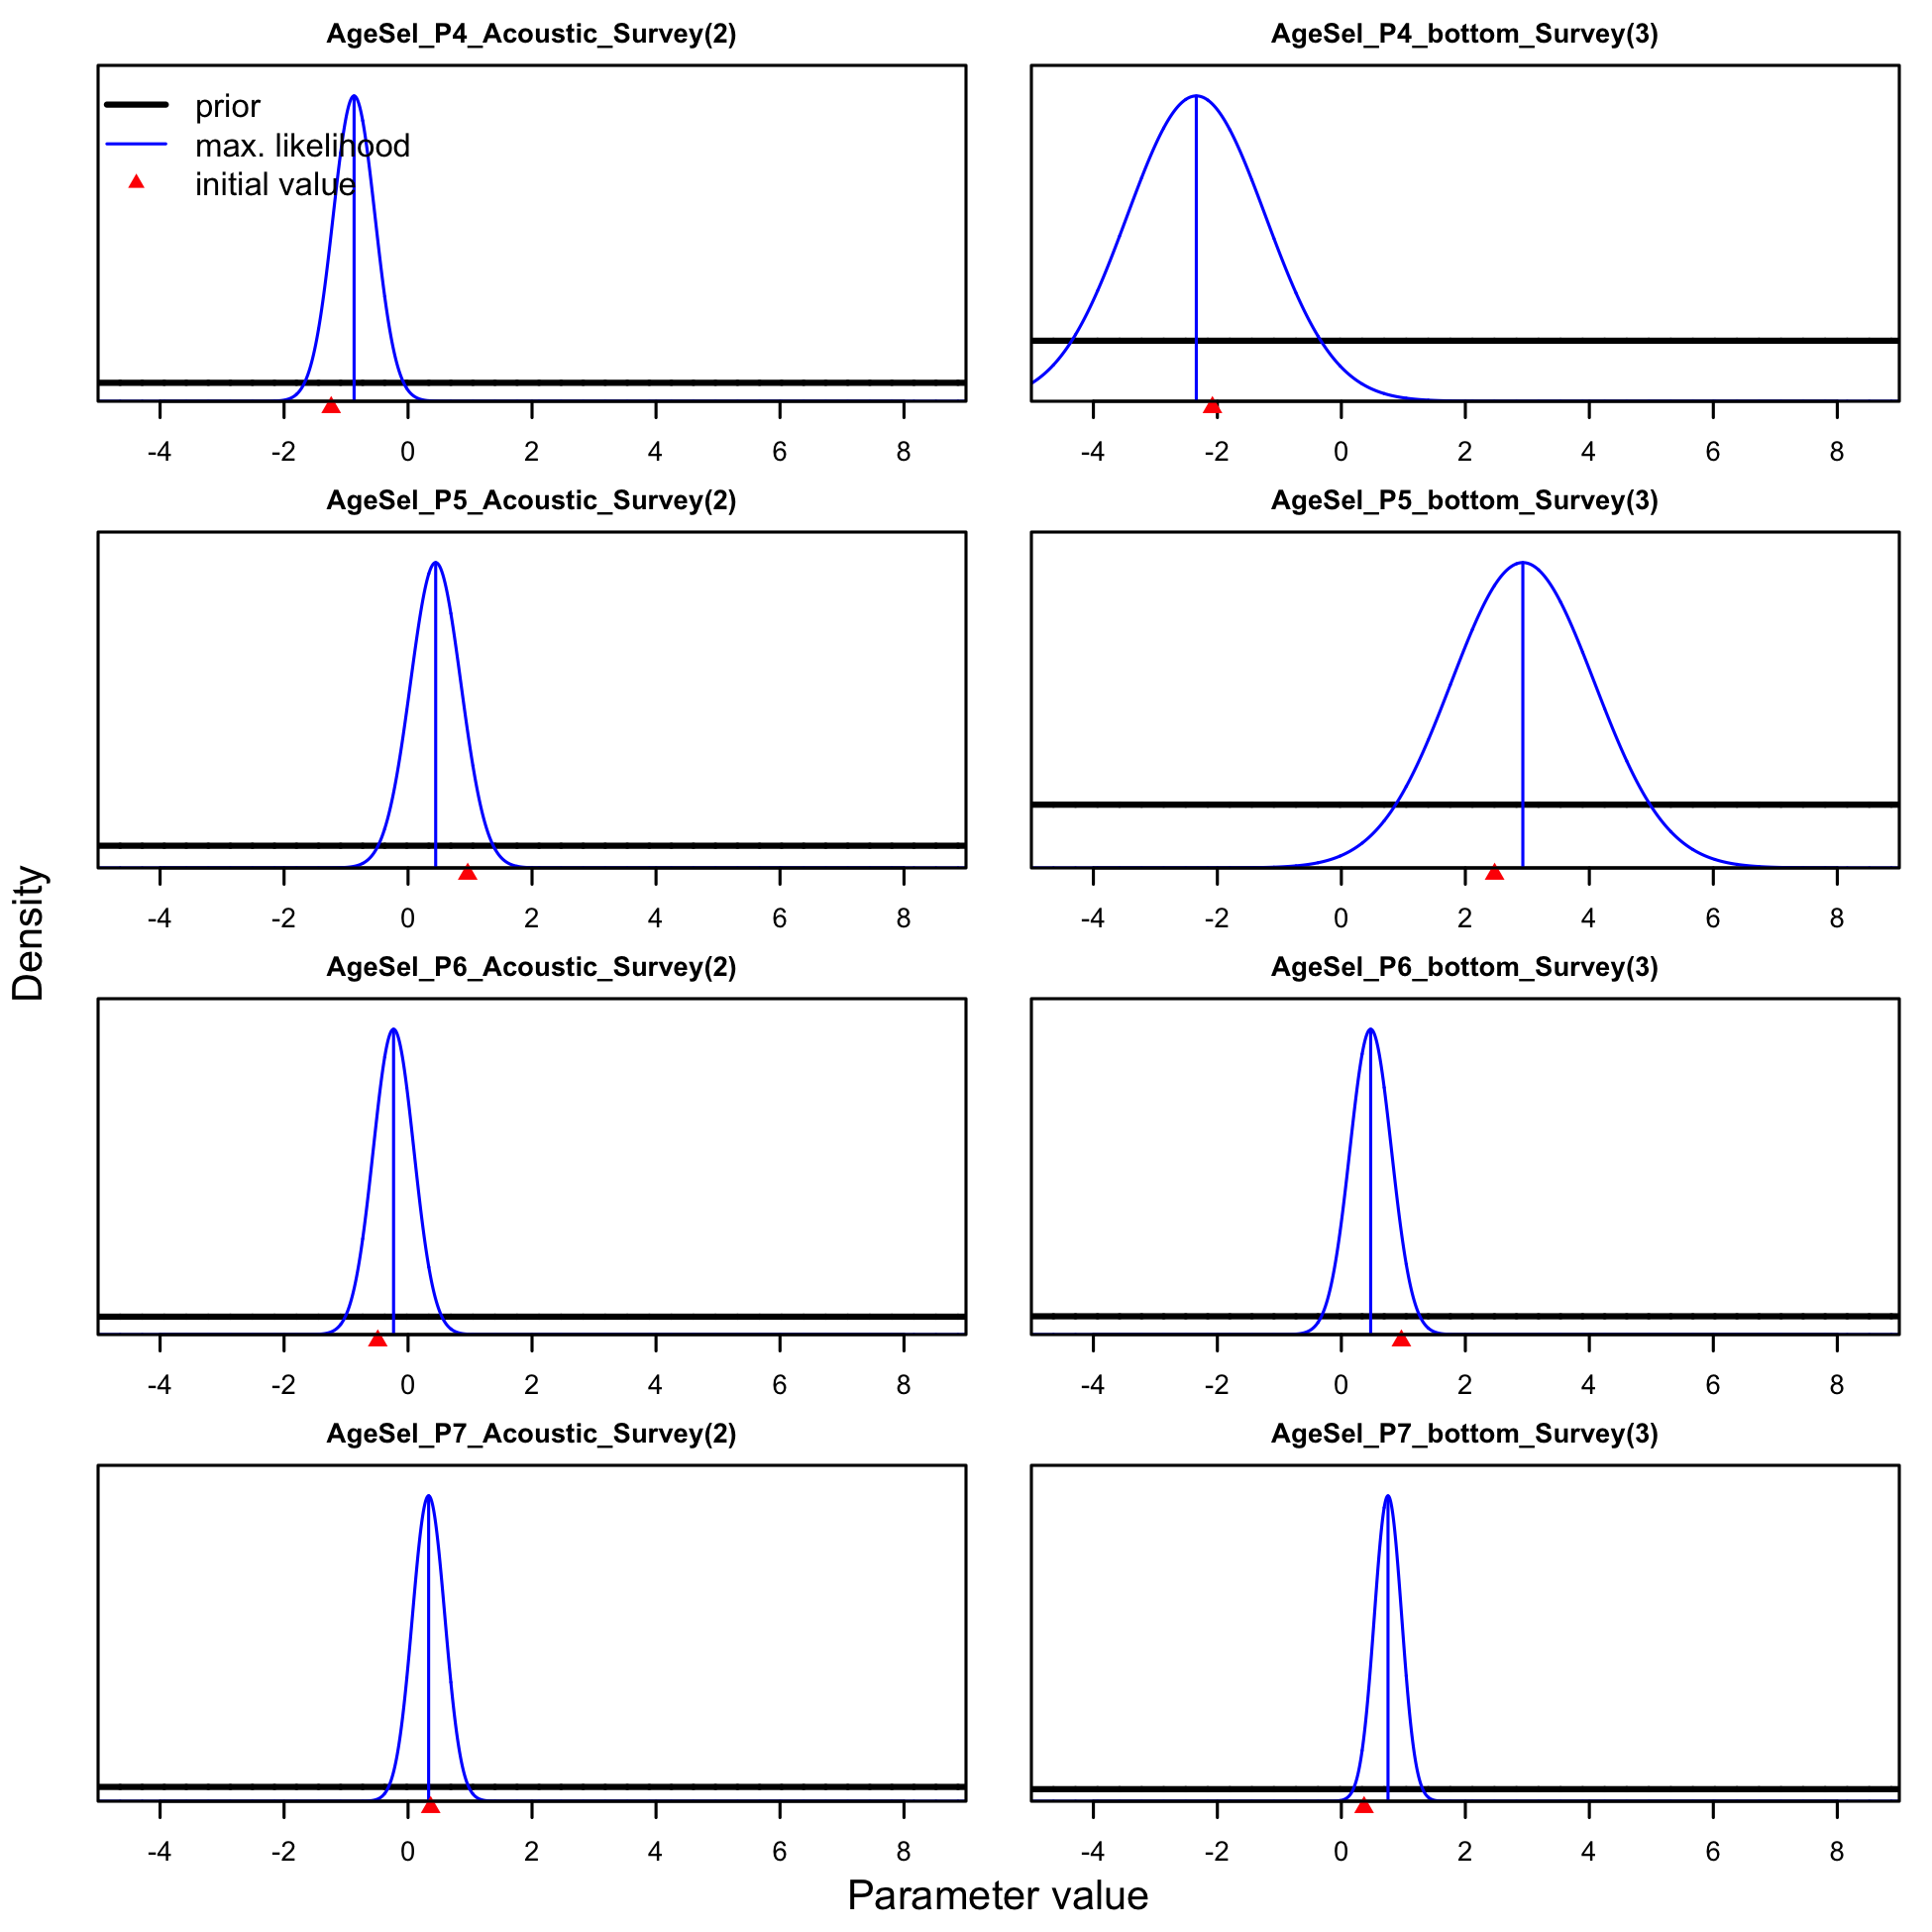 AgeSel_P4_Acoustic_Survey(2)
prior
max. likelihood
initial value
-4 -2 0 2 4 6 8
AgeSel_P4_bottom_Survey(3)
-4 -2 0 2 4 6 8
AgeSel_P5_Acoustic_Survey(2)
-4 -2 0 2 4 6 8
AgeSel_P5_bottom_Survey(3)
-4 -2 0 2 4 6 8
AgeSel_P6_Acoustic_Survey(2)
-4 -2 0 2 4 6 8
AgeSel_P6_bottom_Survey(3)
-4 -2 0 2 4 6 8
AgeSel_P7_Acoustic_Survey(2)
-4 -2 0 2 4 6 8
AgeSel_P7_bottom_Survey(3)
-4 -2 0 2 4 6 8
Density
Parameter value